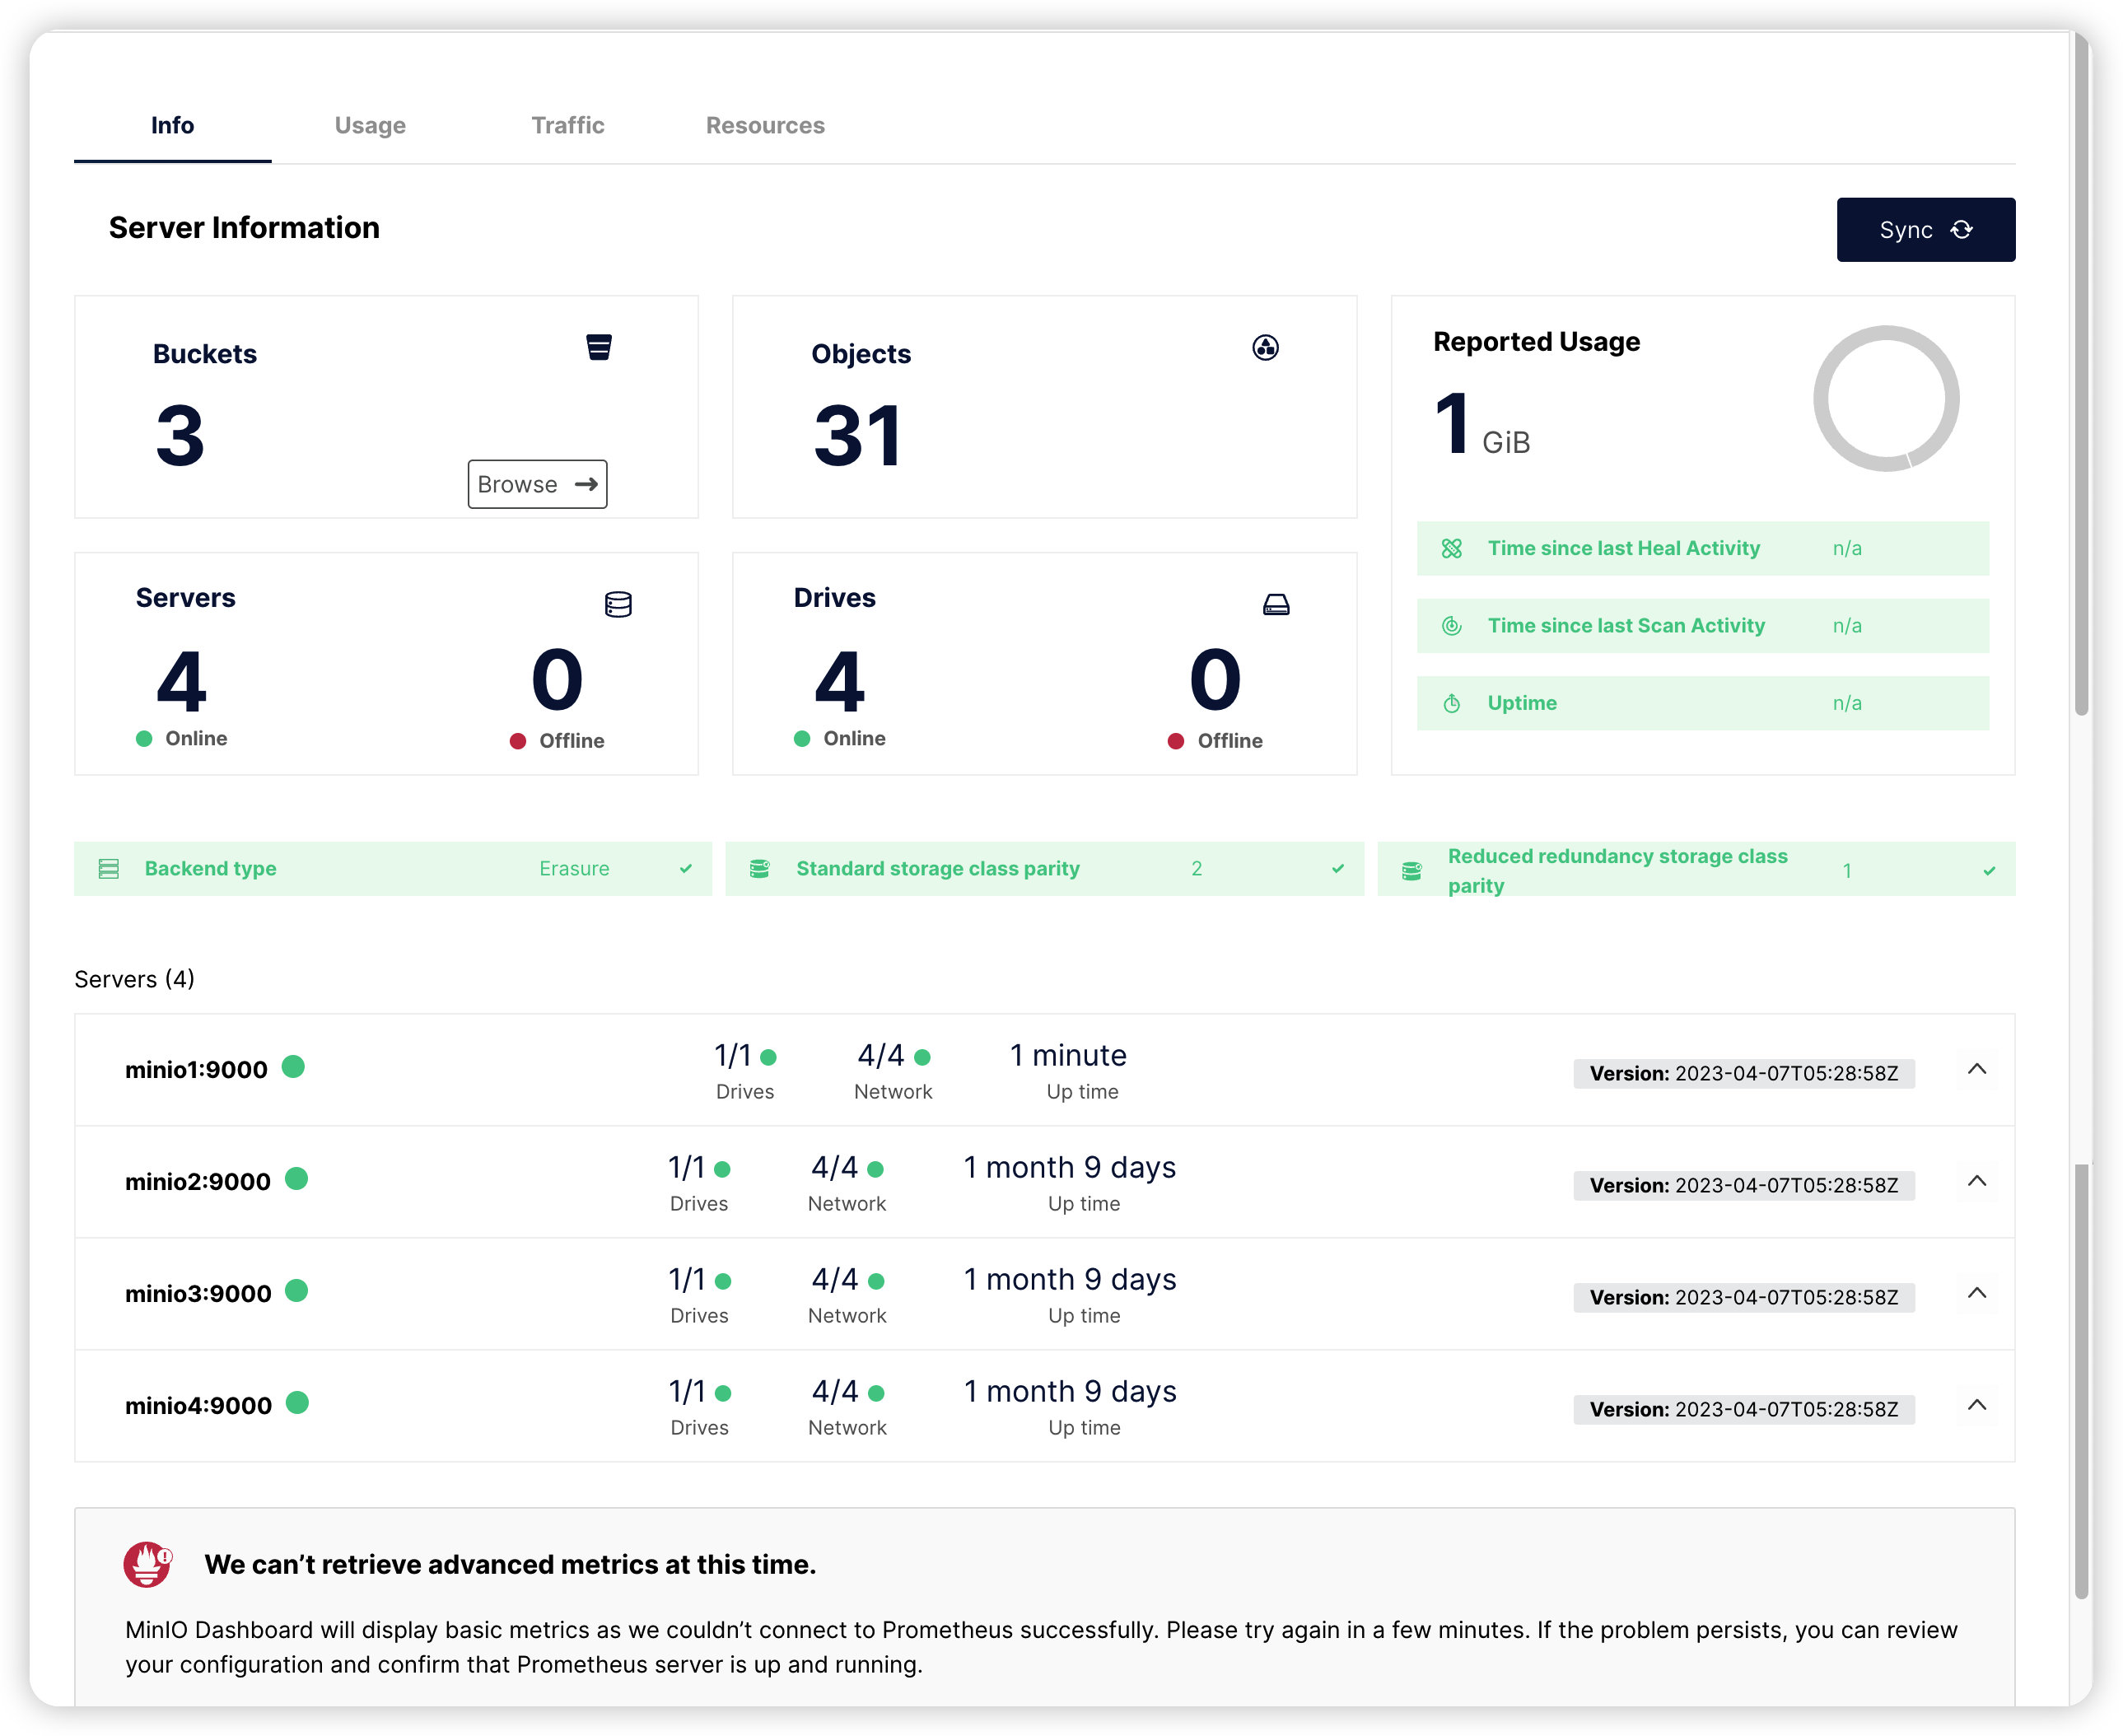 Info
Usage
Traffic
Resources
Server Information
Sync
Buckets
3
Browse
Objects
31
Reported Usage
1 GiB
Time since last Heal Activity n/a
Time since last Scan Activity n/a
Uptime n/a
Servers
4
Online
0
Offline
Drives
4
Online
0
Offline
Backend type Erasure
Standard storage class parity 2
Reduced redundancy storage class
parity
1
Servers (4)
minio1:9000
1/1
Drives
4/4
Network
1 minute
Up time
Version: 2023-04-07T05:28:58Z
minio2:9000
1/1
Drives
4/4
Network
1 month 9 days
Up time
Version: 2023-04-07T05:28:58Z
minio3:9000
1/1
Drives
4/4
Network
1 month 9 days
Up time
Version: 2023-04-07T05:28:58Z
minio4:9000
1/1
Drives
4/4
Network
1 month 9 days
Up time
Version: 2023-04-07T05:28:58Z
We can’t retrieve advanced metrics at this time.
MinIO Dashboard will display basic metrics as we couldn’t connect to Prometheus successfully. Please try again in a few minutes. If the problem persists, you can review
your configuration and confirm that Prometheus server is up and running.